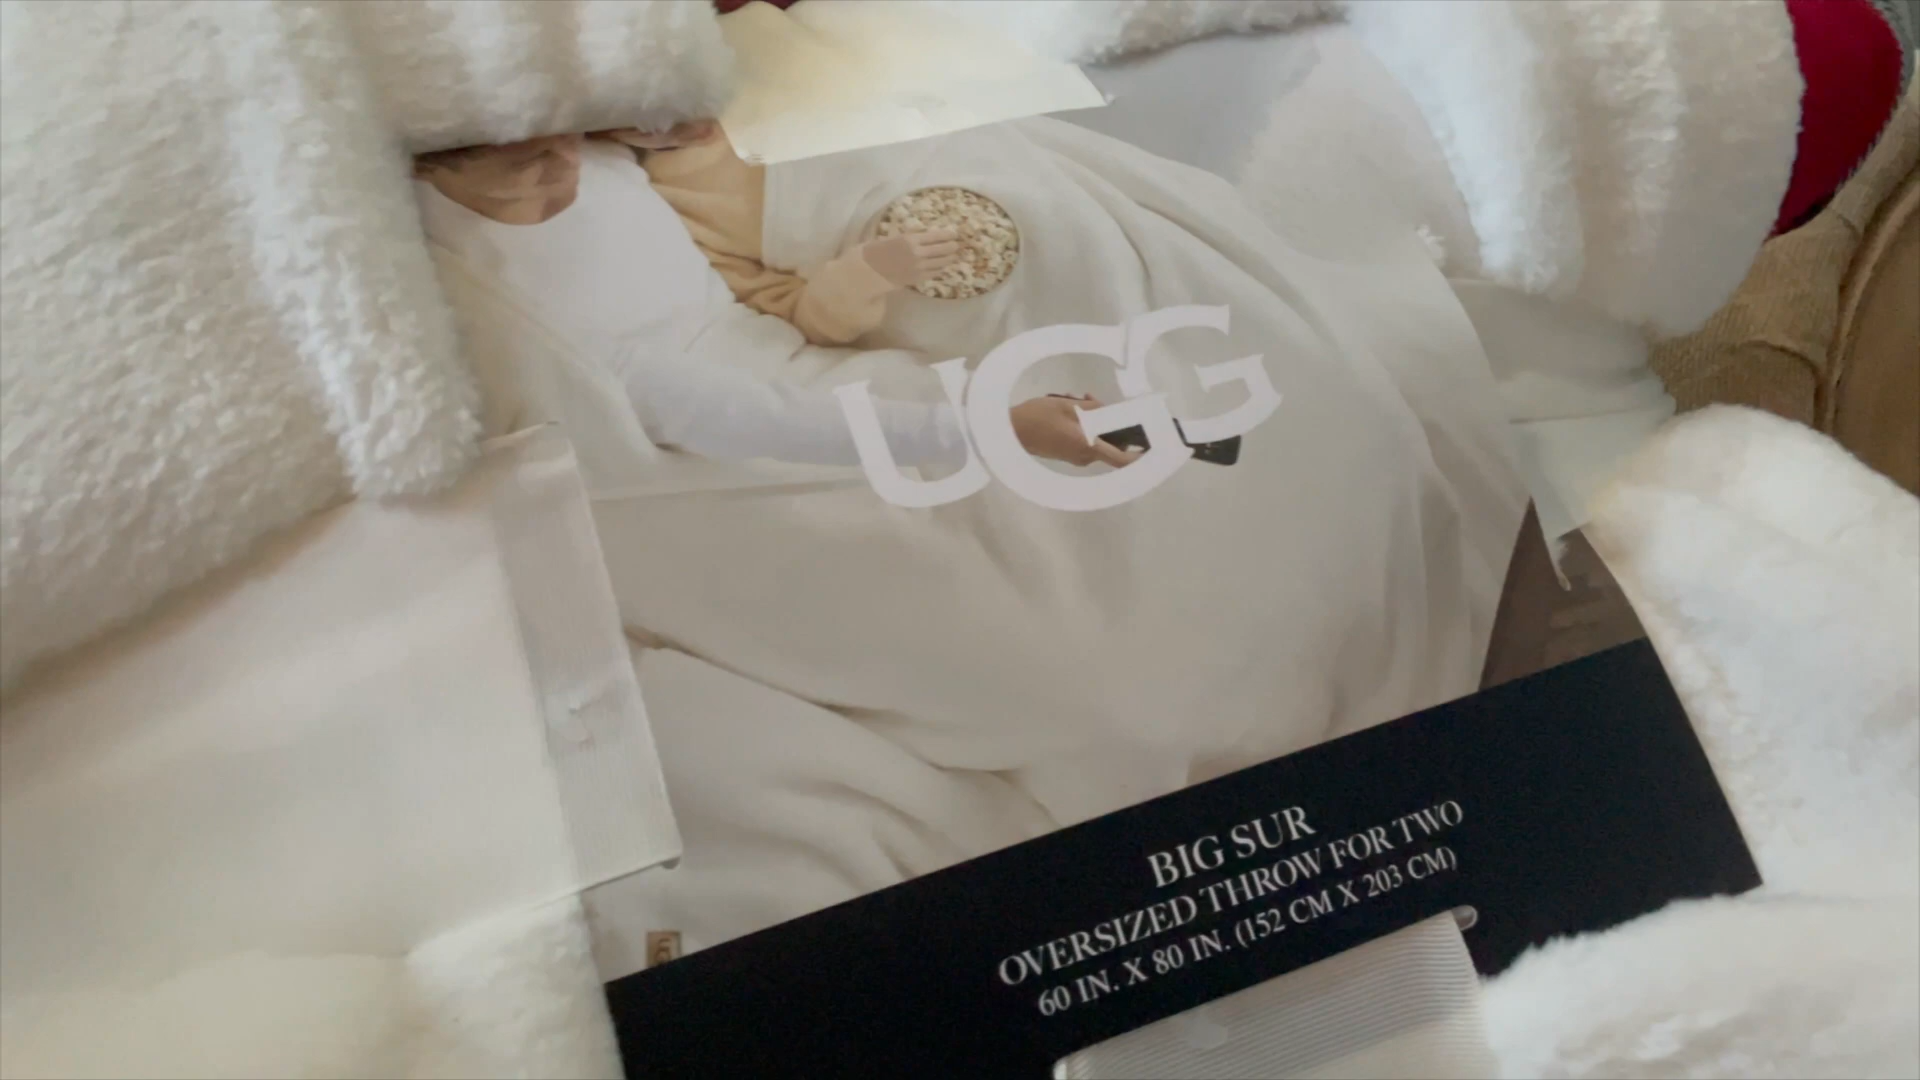 UGG
BIG SUR
OVERSIZED THROW FOR TWO
60 IN. X 80 IN. (152 CM X 203 CM)